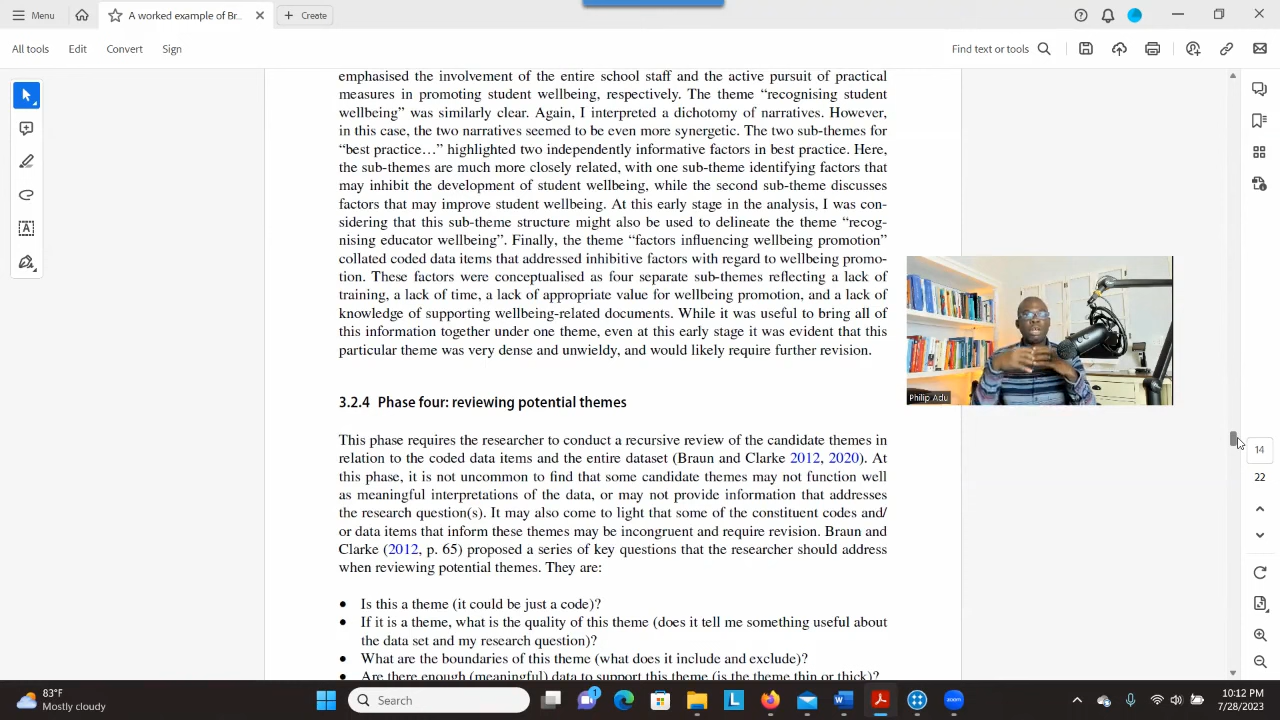 Menu
A worked example of Br...
Create
All tools
Edit
Convert
Sign
Find text or tools
emphasised the involvement of the entire school staff and the active pursuit of practical
measures in promoting student wellbeing, respectively. The theme “recognising student
wellbeing” was similarly clear. Again, I interpreted a dichotomy of narratives. However,
in this case, the two narratives seemed to be even more synergetic. The two sub-themes for
“best practice…” highlighted two independently informative factors in best practice. Here,
the sub-themes are much more closely related, with one sub-theme identifying factors that
may inhibit the development of student wellbeing, while the second sub-theme discusses
factors that may improve student wellbeing. At this early stage in the analysis, I was con-
sidering that this sub-theme structure might also be used to delineate the theme “recog-
nising educator wellbeing”. Finally, the theme “factors influencing wellbeing promotion”
collated coded data items that addressed inhibitive factors with regard to wellbeing promo-
tion. These factors were conceptualised as four separate sub-themes reflecting a lack of
training, a lack of time, a lack of appropriate value for wellbeing promotion, and a lack of
knowledge of supporting wellbeing-related documents. While it was useful to bring all of
this information together under one theme, even at this early stage it was evident that this
particular theme was very dense and unwieldy, and would likely require further revision.
3.2.4 Phase four: reviewing potential themes
This phase requires the researcher to conduct a recursive review of the candidate themes in
relation to the coded data items and the entire dataset (Braun and Clarke 2012, 2020). At
this phase, it is not uncommon to find that some candidate themes may not function well
as meaningful interpretations of the data, or may not provide information that addresses
the research question(s). It may also come to light that some of the constituent codes and/
or data items that inform these themes may be incongruent and require revision. Braun and
Clarke (2012, p. 65) proposed a series of key questions that the researcher should address
when reviewing potential themes. They are:
• Is this a theme (it could be just a code)?
• If it is a theme, what is the quality of this theme (does it tell me something useful about
the data set and my research question)?
• What are the boundaries of this theme (what does it include and exclude)?
• Are there enough (meaningful) data to support this theme (is the theme thin or thick)?
Philip Adu
14
22
83°F
Mostly cloudy
Search
1
zoom
10:12 PM
7/28/2023